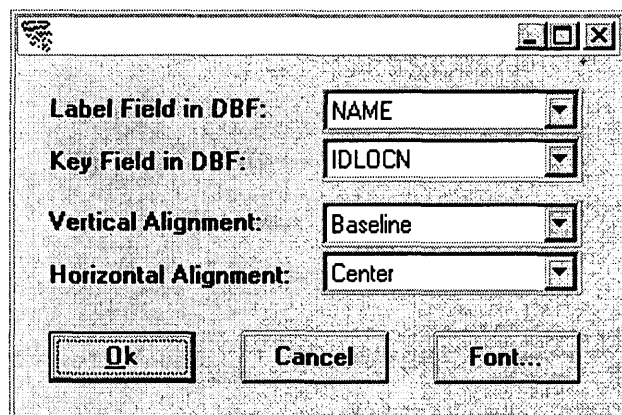 Label Field in DBF: NAME
Key Field in DBF: IDLOCN
Vertical Alignment: Baseline
Horizontal Alignment: Center
Ok Cancel Font...